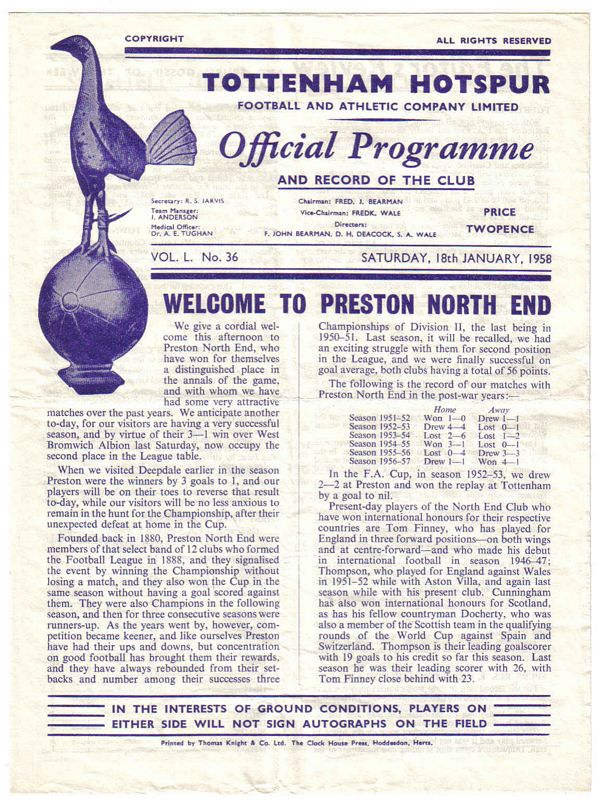 COPYRIGHT
ALL RIGHTS RESERVED
TOTTENHAM HOTSPUR
FOOTBALL AND ATHLETIC COMPANY LIMITED
Official Programme
AND RECORD OF THE CLUB
Secretary: R. S. JARVIS
Team Manager:
J. ANDERSON
Medical Officer:
Dr. A. E. TUGHAN
Chairman: FRED. J. BEARMAN
Vice-Chairman: FREDK. WALE
Directors:
F. JOHN BEARMAN, D. H. DEACOCK, S. A. WALE
PRICE
TWOPENCE
VOL. L. No. 36
SATURDAY, 18th JANUARY, 1958
WELCOME TO PRESTON NORTH END
We give a cordial wel-
come this afternoon to
Preston North End, who
have won for themselves
a distinguished place in
the annals of the game,
and with whom we have
had some very attractive
matches over the past years. We anticipate another
to-day, for our visitors are having a very successful
season, and by virtue of their 3—1 win over West
Bromwich Albion last Saturday, now occupy the
second place in the League table.
When we visited Deepdale earlier in the season
Preston were the winners by 3 goals to 1, and our
players will be on their toes to reverse that result
to-day, while our visitors will be no less anxious to
remain in the hunt for the Championship, after their
unexpected defeat at home in the Cup.
Founded back in 1880, Preston North End were
members of that select band of 12 clubs who formed
the Football League in 1888, and they signalised
the event by winning the Championship without
losing a match, and they also won the Cup in the
same season without having a goal scored against
them. They were also Champions in the following
season, and then for three consecutive seasons were
runners-up. As the years went by, however, com-
petition became keener, and like ourselves Preston
have had their ups and downs, but concentration
on good football has brought them their rewards,
and they have always rebounded from their set-
backs and number among their successes three
Championships of Division II, the last being in
1950-51. Last season, it will be recalled, we had
an exciting struggle with them for second position
in the League, and we were finally successful on
goal average, both clubs having a total of 56 points.
The following is the record of our matches with
Preston North End in the post-war years:—
Home Away
Season 1951-52 Won 1—0 Drew 1—1
Season 1952-53 Drew 4—4 Lost 0—1
Season 1953-54 Lost 2—6 Lost 1—2
Season 1954-55 Won 3—1 Lost 0—1
Season 1955-56 Lost 0—4 Drew 3—3
Season 1956-57 Drew 1—1 Won 4—1
In the F.A. Cup, in season 1952-53, we drew
2—2 at Preston and won the replay at Tottenham
by a goal to nil.
Present-day players of the North End Club who
have won international honours for their respective
countries are Tom Finney, who has played for
England in three forward positions—on both wings
and at centre-forward—and who made his debut
in international football in season 1946-47;
Thompson, who played for England against Wales
in 1951-52 while with Aston Villa, and again last
season while with his present club. Cunningham
has also won international honours for Scotland,
as has his fellow countryman Docherty, who was
also a member of the Scottish team in the qualifying
rounds of the World Cup against Spain and
Switzerland. Thompson is their leading goalscorer
with 19 goals to his credit so far this season. Last
season he was their leading scorer with 26, with
Tom Finney close behind with 23.
IN THE INTERESTS OF GROUND CONDITIONS, PLAYERS ON
EITHER SIDE WILL NOT SIGN AUTOGRAPHS ON THE FIELD
Printed by Thomas Knight & Co. Ltd. The Clock House Press, Hoddesdon, Herts.